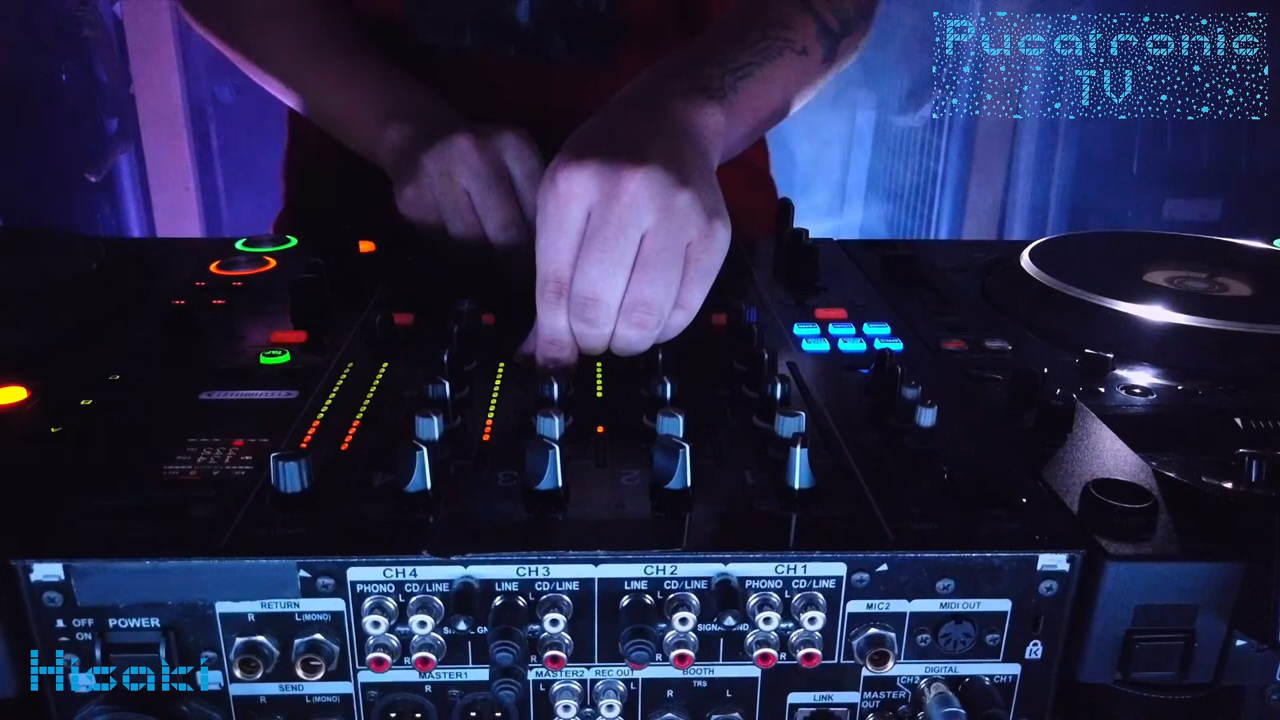 Pucatronic
TV
CH4
CH3
CH2
CH1
PHONO
CD/LINE
LINE
CD/LINE
LINE
CD/LINE
PHONO
CD/LINE
L
L
L
R
R
R
OFF
ON
POWER
RETURN
R
L(MONO)
SEND
R
L(MONO)
MASTER1
R
MASTER2
REC OUT
L
BOOTH
TRS
R
L
LINK
MIC2
MIDI OUT
DIGITAL
CH2
CH1
MASTER
OUT
Hisaki